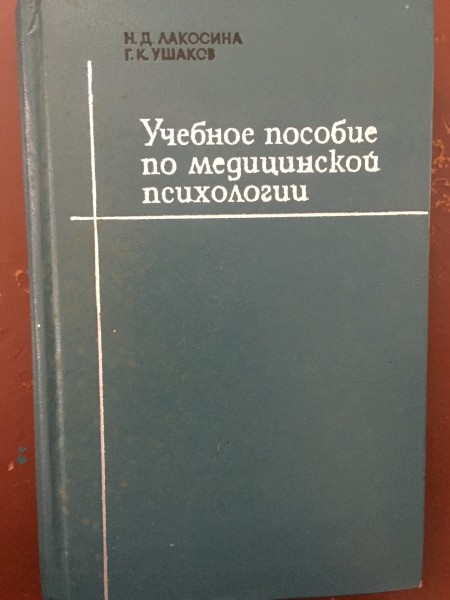 Н. Д. ЛАКОСИНА
Г. К. УШАКОВ
Учебное пособие
по медицинской
психологии